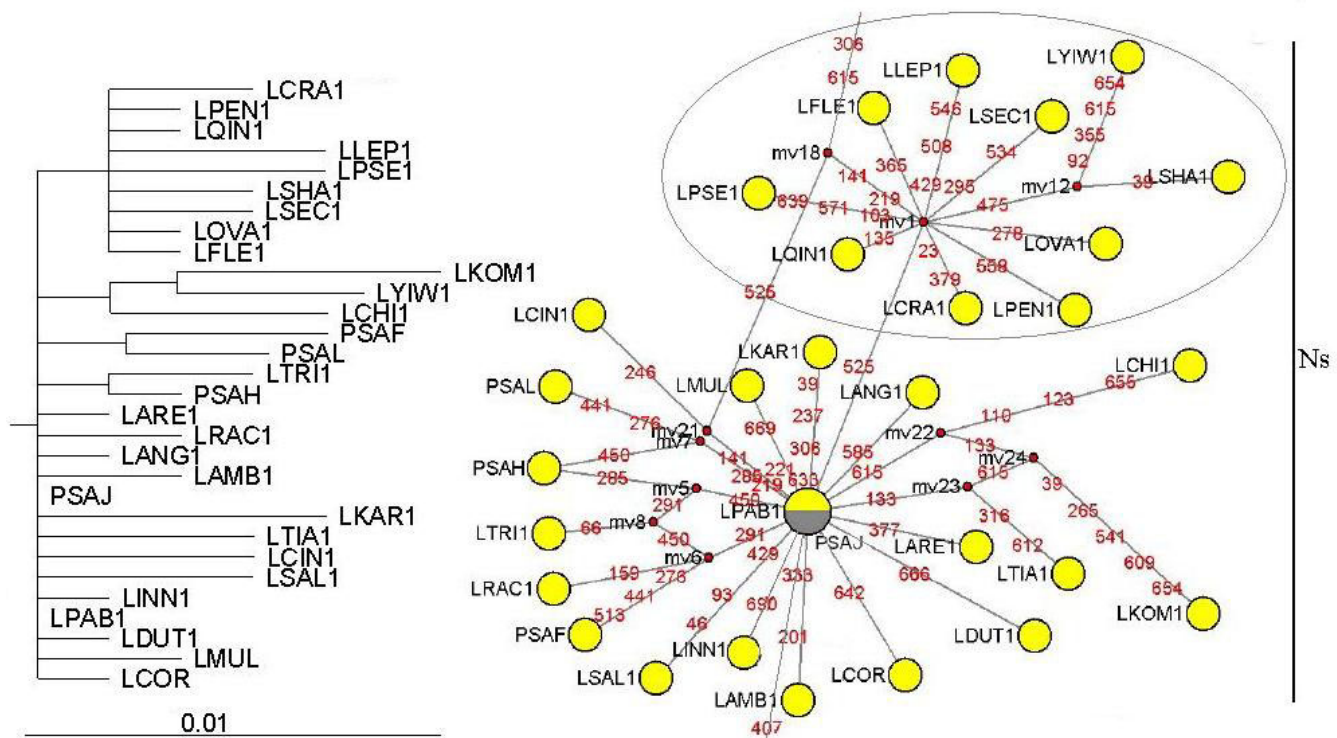 LCRA1
LPEN1
LQIN1
LLEP1
LPSE1
LSHA1
LSEC1
LOVA1
LFLE1
LKOM1
LYIW1
LCHI1
PSAF
PSAL
LTRI1
PSAH
LARE1
LRAC1
LANG1
LAMB1
PSAJ
LKAR1
LTIA1
LCIN1
LSAL1
LINN1
LPAB1
LDUT1
LMUL
LCOR
0.01
306
615
LLEP1
LYIW1
654
LFLE1
546
LSEC1
615
355
mv18
365
508
534
92
141
429
295
mv12
39
LSHA1
LPSE1
639
571
219
103
475
mv1
135
278
LOVA1
LQIN1
23
558
379
525
LCRA1
LPEN1
LCIN1
LKAR1
525
LCHI1
Ns
246
PSAL
LMUL
39
LANG1
655
441
276
237
123
110
mv21
mv7
669
306
585
mv22
133
mv24
450
141
221
633
615
615
PSAH
285
285
219
mv23
39
mv5
450
LPAB1
133
265
291
316
mv8
66
LTRI1
291
PSAJ
377
LARE1
541
450
mv6
429
612
609
159
276
333
666
LTIA1
654
LRAC1
441
93
690
642
LKOM1
513
PSAF
46
201
LDUT1
LINN1
LSAL1
LCOR
LAMB1
407